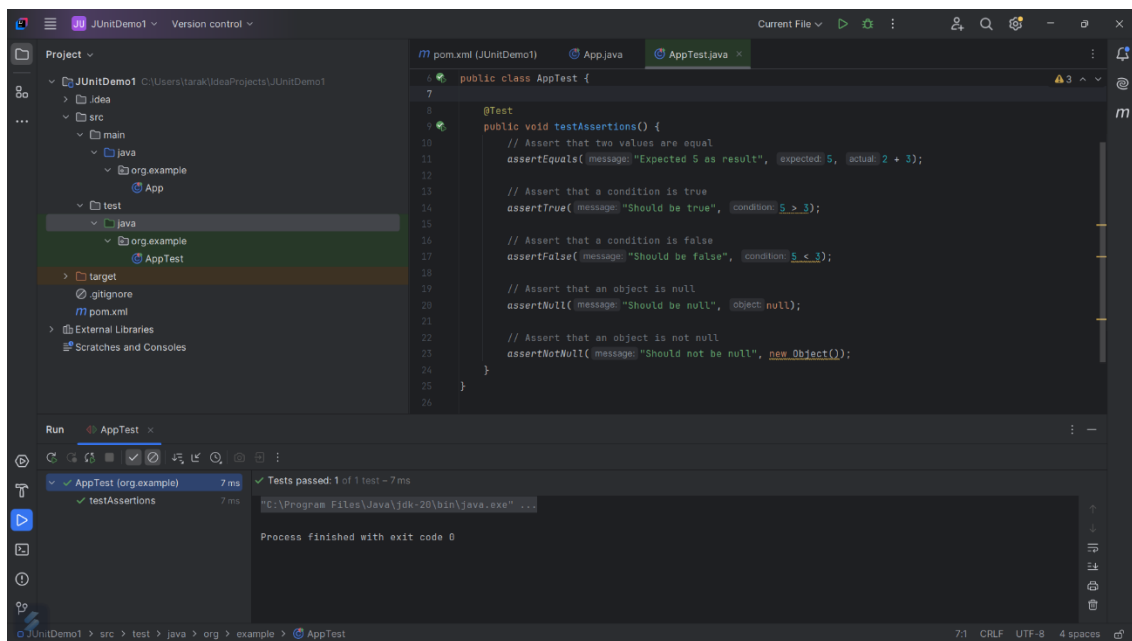 JU JUnitDemo1 Version control Current File
Project
m pom.xml (JUnitDemo1) App.java AppTest.java
JUnitDemo1 C:\Users\tarak\IdeaProjects\JUnitDemo1
.idea
src
main
java
org.example
App
test
java
org.example
AppTest
target
.gitignore
m pom.xml
External Libraries
Scratches and Consoles
3
m
6 public class AppTest {
7
8 @Test
9 public void testAssertions() {
10 // Assert that two values are equal
11 assertEquals( message: "Expected 5 as result", expected: 5, actual: 2 + 3);
12
13 // Assert that a condition is true
14 assertTrue( message: "Should be true", condition: 5 > 3);
15
16 // Assert that a condition is false
17 assertFalse( message: "Should be false", condition: 5 < 3);
18
19 // Assert that an object is null
20 assertNull( message: "Should be null", object: null);
21
22 // Assert that an object is not null
23 assertNotNull( message: "Should not be null", new Object());
24 }
25 }
26
Run AppTest
AppTest (org.example) 7 ms
testAssertions 7 ms
Tests passed: 1 of 1 test – 7 ms
"C:\Program Files\Java\jdk-20\bin\java.exe" ...
Process finished with exit code 0
JUnitDemo1 > src > test > java > org > example > AppTest 7:1 CRLF UTF-8 4 spaces